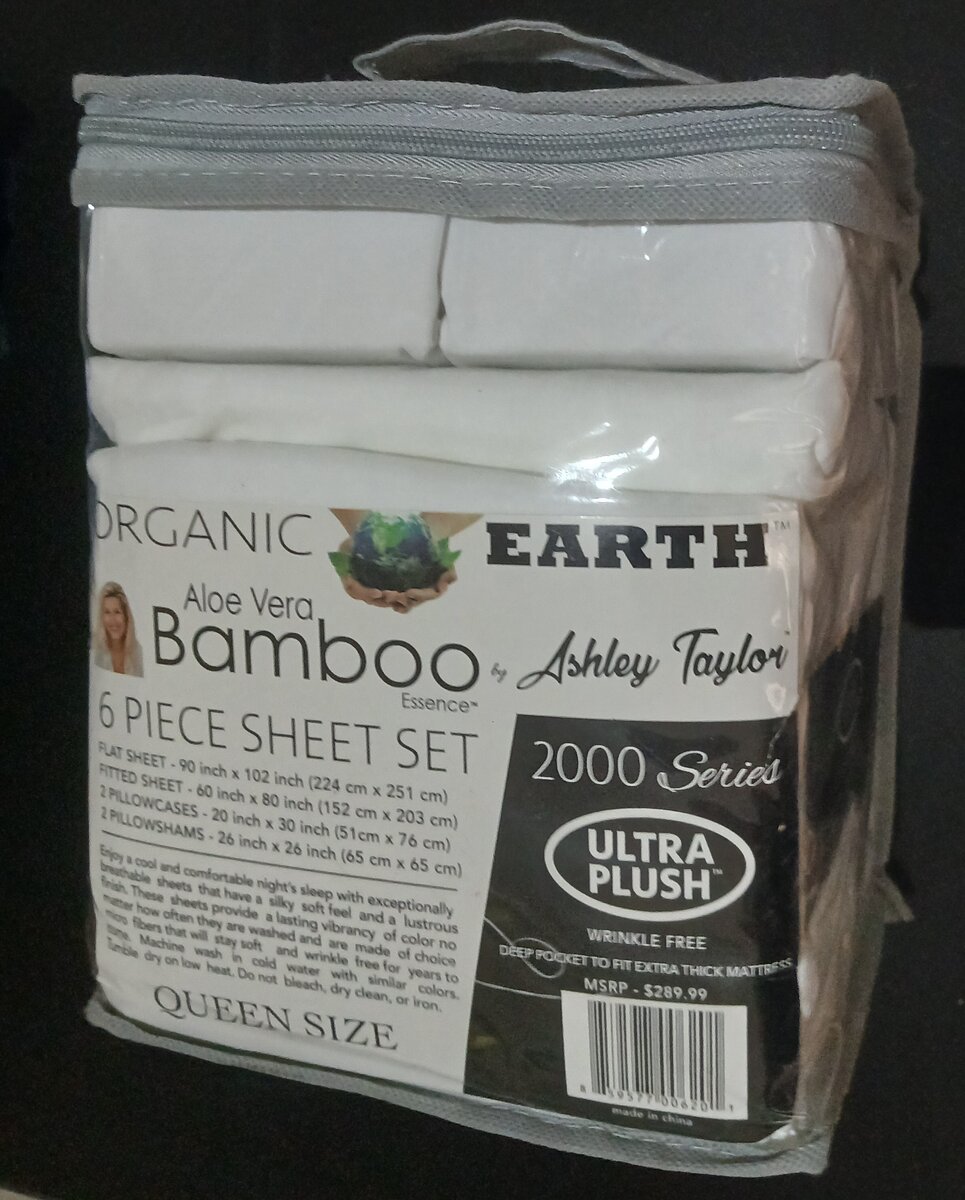 ORGANIC EARTH™
Aloe Vera
Bamboo by Ashley Taylor
Essence™
6 PIECE SHEET SET
FLAT SHEET - 90 inch x 102 inch (224 cm x 251 cm)
FITTED SHEET - 60 inch x 80 inch (152 cm x 203 cm)
2 PILLOWCASES - 20 inch x 30 inch (51cm x 76 cm)
2 PILLOWSHAMS - 26 inch x 26 inch (65 cm x 65 cm)
Enjoy a cool and comfortable night's sleep with exceptionally
breathable sheets that have a silky soft feel and a lustrous
finish. These sheets provide a lasting vibrancy of color no
matter how often they are washed and are made of choice
micro fibers that will stay soft and wrinkle free for years to
come. Machine wash in cold water with similar colors.
Tumble dry on low heat. Do not bleach, dry clean, or iron.
QUEEN SIZE
2000 Series
ULTRA
PLUSH™
WRINKLE FREE
DEEP POCKET TO FIT EXTRA THICK MATTRESS
MSRP - $289.99
8 59577 00620 1
made in china